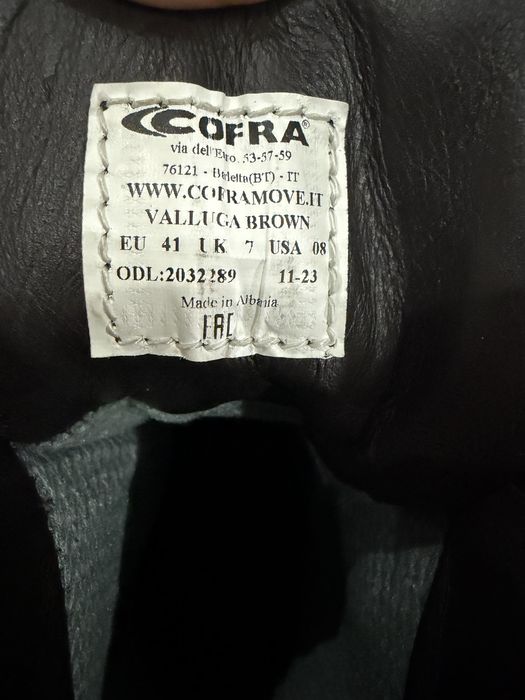 COFRA®
via dell'Euro, 53-57-59
76121 - Barletta(BT) - IT
WWW.COFRAMOVE.IT
VALLUGA BROWN
EU 41 UK 7 USA 08
ODL:2032289 11-23
Made in Albania
EAC